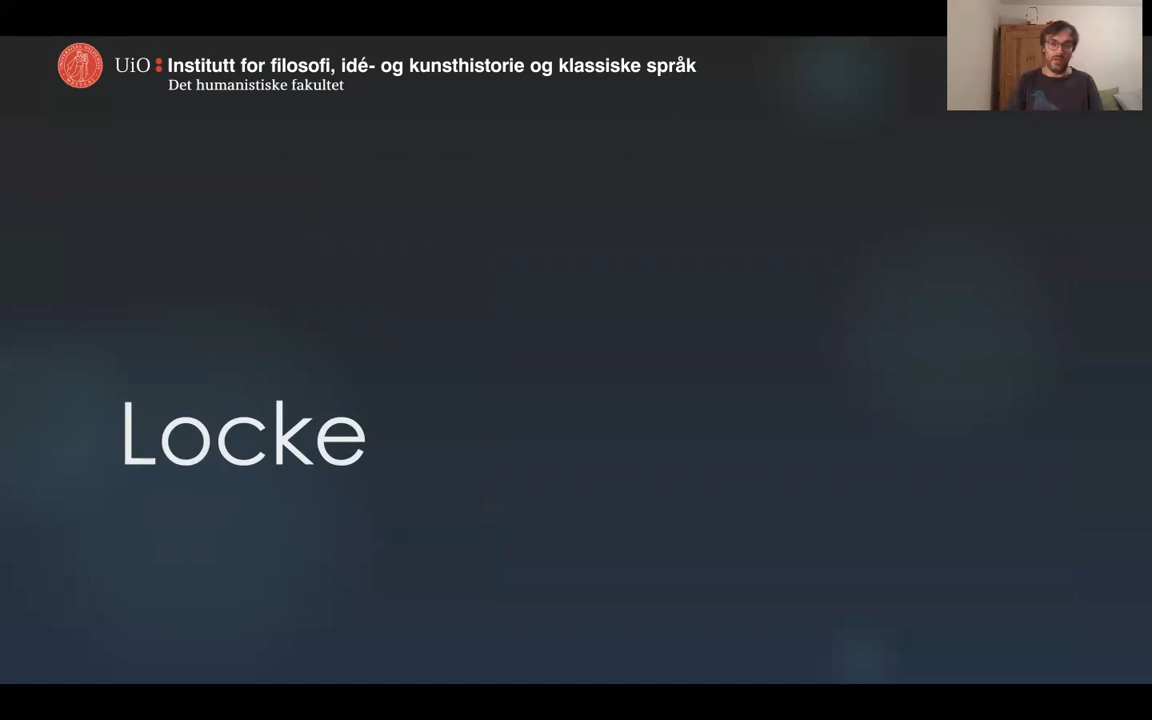 UiO : Institutt for filosofi, idé- og kunsthistorie og klassiske språk
Det humanistiske fakultet
Locke